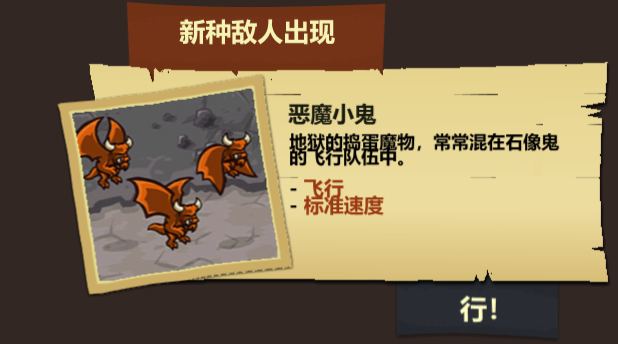 新种敌人出现
恶魔小鬼
地狱的捣蛋魔物，常常混在石像鬼
的飞行队伍中。
- 飞行
- 标准速度
行！